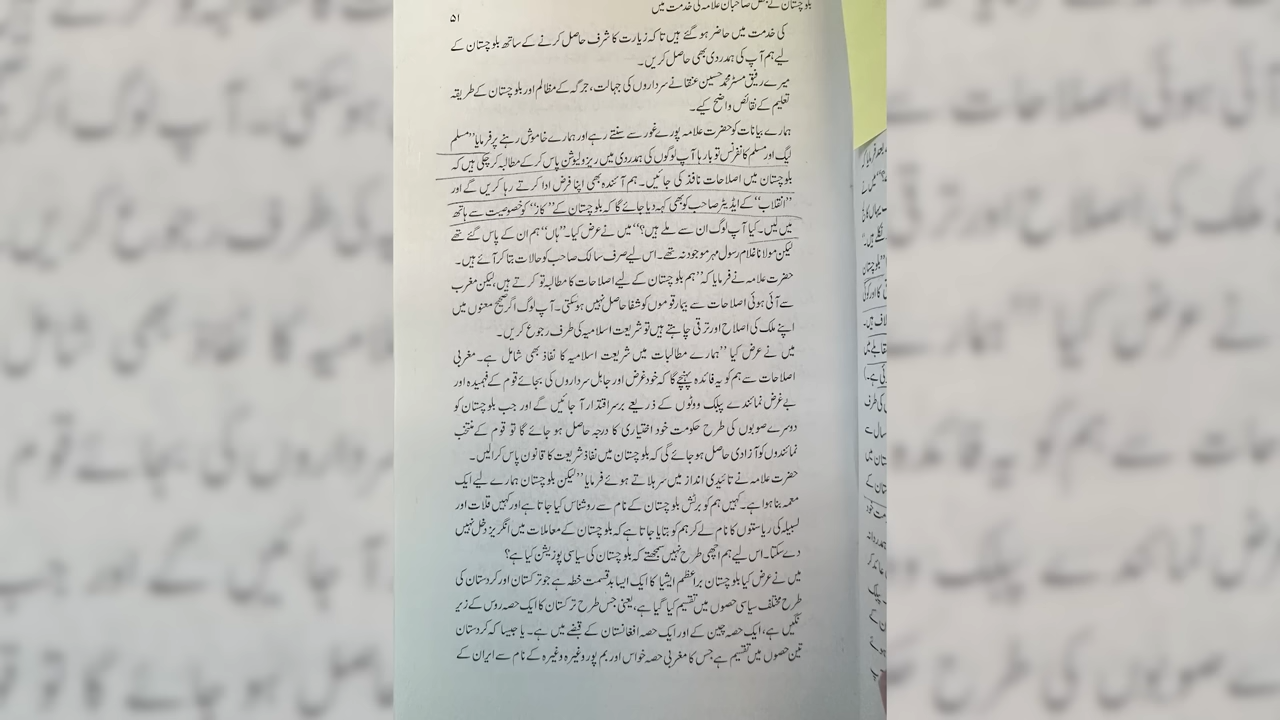 بلوچستان کے بعض صاحبان علامہ کی خدمت میں
۵۱
کی خدمت میں حاضر ہو گئے ہیں تاکہ زیارت کا شرف حاصل کرنے کے ساتھ بلوچستان کے
لیے ہم آپ کی ہمدردی بھی حاصل کریں۔
میرے رفیق مسٹر محمد حسین عنقا نے سرداروں کی جہالت، جرگہ کے مظالم اور بلوچستان کے طریقہ
تعلیم کے نقائص واضح کیے۔
ہمارے بیانات کو حضرت علامہ پورے غور سے سنتے رہے اور ہمارے خاموش رہنے پر فرمایا ”مسلم
لیگ اور مسلم کانفرنس تو بارہا آپ لوگوں کی ہمدردی میں ریزولیوشن پاس کر کے مطالبہ کر چکی ہیں کہ
بلوچستان میں اصلاحات نافذ کی جائیں۔ ہم آئندہ بھی اپنا فرض ادا کرتے رہا کریں گے اور
”انقلاب“ کے ایڈیٹر صاحب کو بھی کہہ دیا جائے گا کہ بلوچستان کے ”کاز“ کو خصوصیت سے ہاتھ
میں لیں۔ کیا آپ لوگ ان سے ملے ہیں؟“ میں نے عرض کیا۔ ”ہاں“ ہم ان کے پاس گئے تھے
لیکن مولانا غلام رسول مہر موجود نہ تھے۔ اس لیے صرف سالک صاحب کو حالات بتا کر آئے ہیں۔
حضرت علامہ نے فرمایا کہ ”ہم بلوچستان کے لیے اصلاحات کا مطالبہ تو کرتے ہیں، لیکن مغرب
سے آئی ہوئی اصلاحات سے بیمار قوموں کو شفا حاصل نہیں ہو سکتی۔ آپ لوگ اگر صحیح معنوں میں
اپنے ملک کی اصلاح اور ترقی چاہتے ہیں تو شریعت اسلامیہ کی طرف رجوع کریں۔
میں نے عرض کیا ”ہمارے مطالبات میں شریعت اسلامیہ کا نفاذ بھی شامل ہے۔ مغربی
اصلاحات سے ہم کو یہ فائدہ پہنچے گا کہ خود غرض اور جاہل سرداروں کی بجائے قوم کے فہمیدہ اور
بے غرض نمائندے پبلک ووٹوں کے ذریعے برسر اقتدار آ جائیں گے اور جب بلوچستان کو
دوسرے صوبوں کی طرح حکومت خود اختیاری کا درجہ حاصل ہو جائے گا تو قوم کے منتخب
نمائندوں کو آزادی حاصل ہو جائے گی کہ بلوچستان میں نفاذ شریعت کا قانون پاس کرالیں۔
حضرت علامہ نے تائیدی انداز میں سر ہلاتے ہوئے فرمایا ”لیکن بلوچستان ہمارے لیے ایک
معمہ بنا ہوا ہے۔ کہیں ہم کو برٹش بلوچستان کے نام سے روشناس کیا جاتا ہے اور کہیں قلات اور
لسبیلہ کی ریاستوں کا نام لے کر ہم کو بتایا جاتا ہے کہ بلوچستان کے معاملات میں انگریز دخل نہیں
دے سکتا۔ اس لیے ہم اچھی طرح نہیں سمجھتے کہ بلوچستان کی سیاسی پوزیشن کیا ہے؟
میں نے عرض کیا بلوچستان براعظم ایشیا کا ایک ایسا بدقسمت خطہ ہے جو ترکستان اور کردستان کی
طرح مختلف سیاسی حصوں میں تقسیم کیا گیا ہے، یعنی جس طرح ترکستان کا ایک حصہ روس کے زیر
نگیں ہے، ایک حصہ چین کے اور ایک حصہ افغانستان کے قبضے میں ہے۔ یا جیسا کہ کردستان
تین حصوں میں تقسیم ہے جس کا مغربی حصہ خواس اور بم پور وغیرہ وغیرہ کے نام سے ایران کے